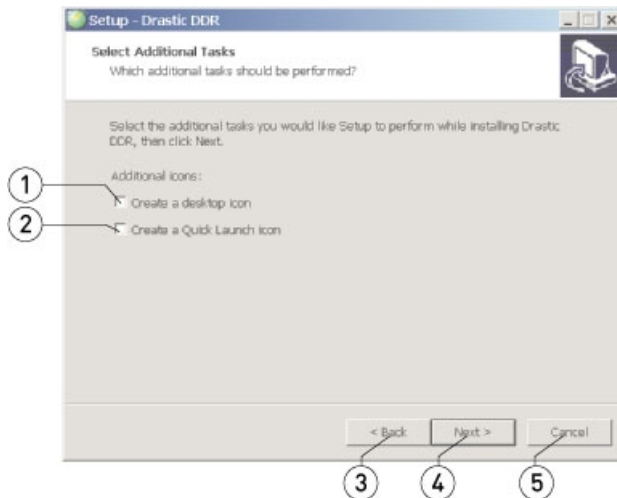 Setup - Drastic DDR
Select Additional Tasks
Which additional tasks should be performed?
Select the additional tasks you would like Setup to perform while installing Drastic
DDR, then click Next.
Additional icons:
1
Create a desktop icon
2
Create a Quick Launch icon
< Back
Next >
Cancel
3
4
5